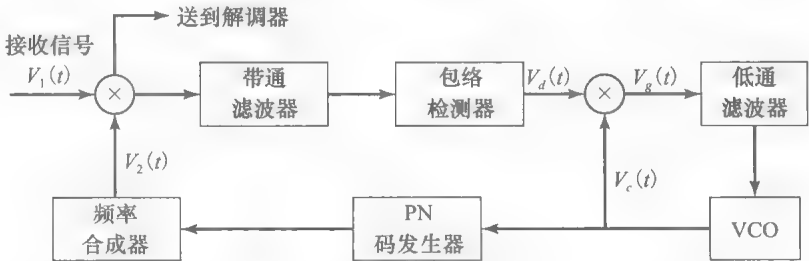 送到解调器
接收信号
V₁(t)
带通
滤波器
包络
检测器
V_d(t)
V_g(t)
低通
滤波器
V₂(t)
V_c(t)
频率
合成器
PN
码发生器
VCO